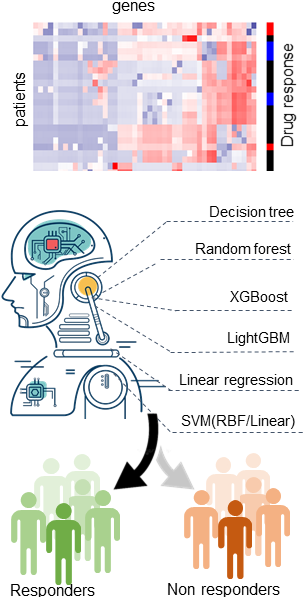 genes
patients
Drug response
Decision tree
Random forest
XGBoost
LightGBM
Linear regression
SVM(RBF/Linear)
Responders
Non responders